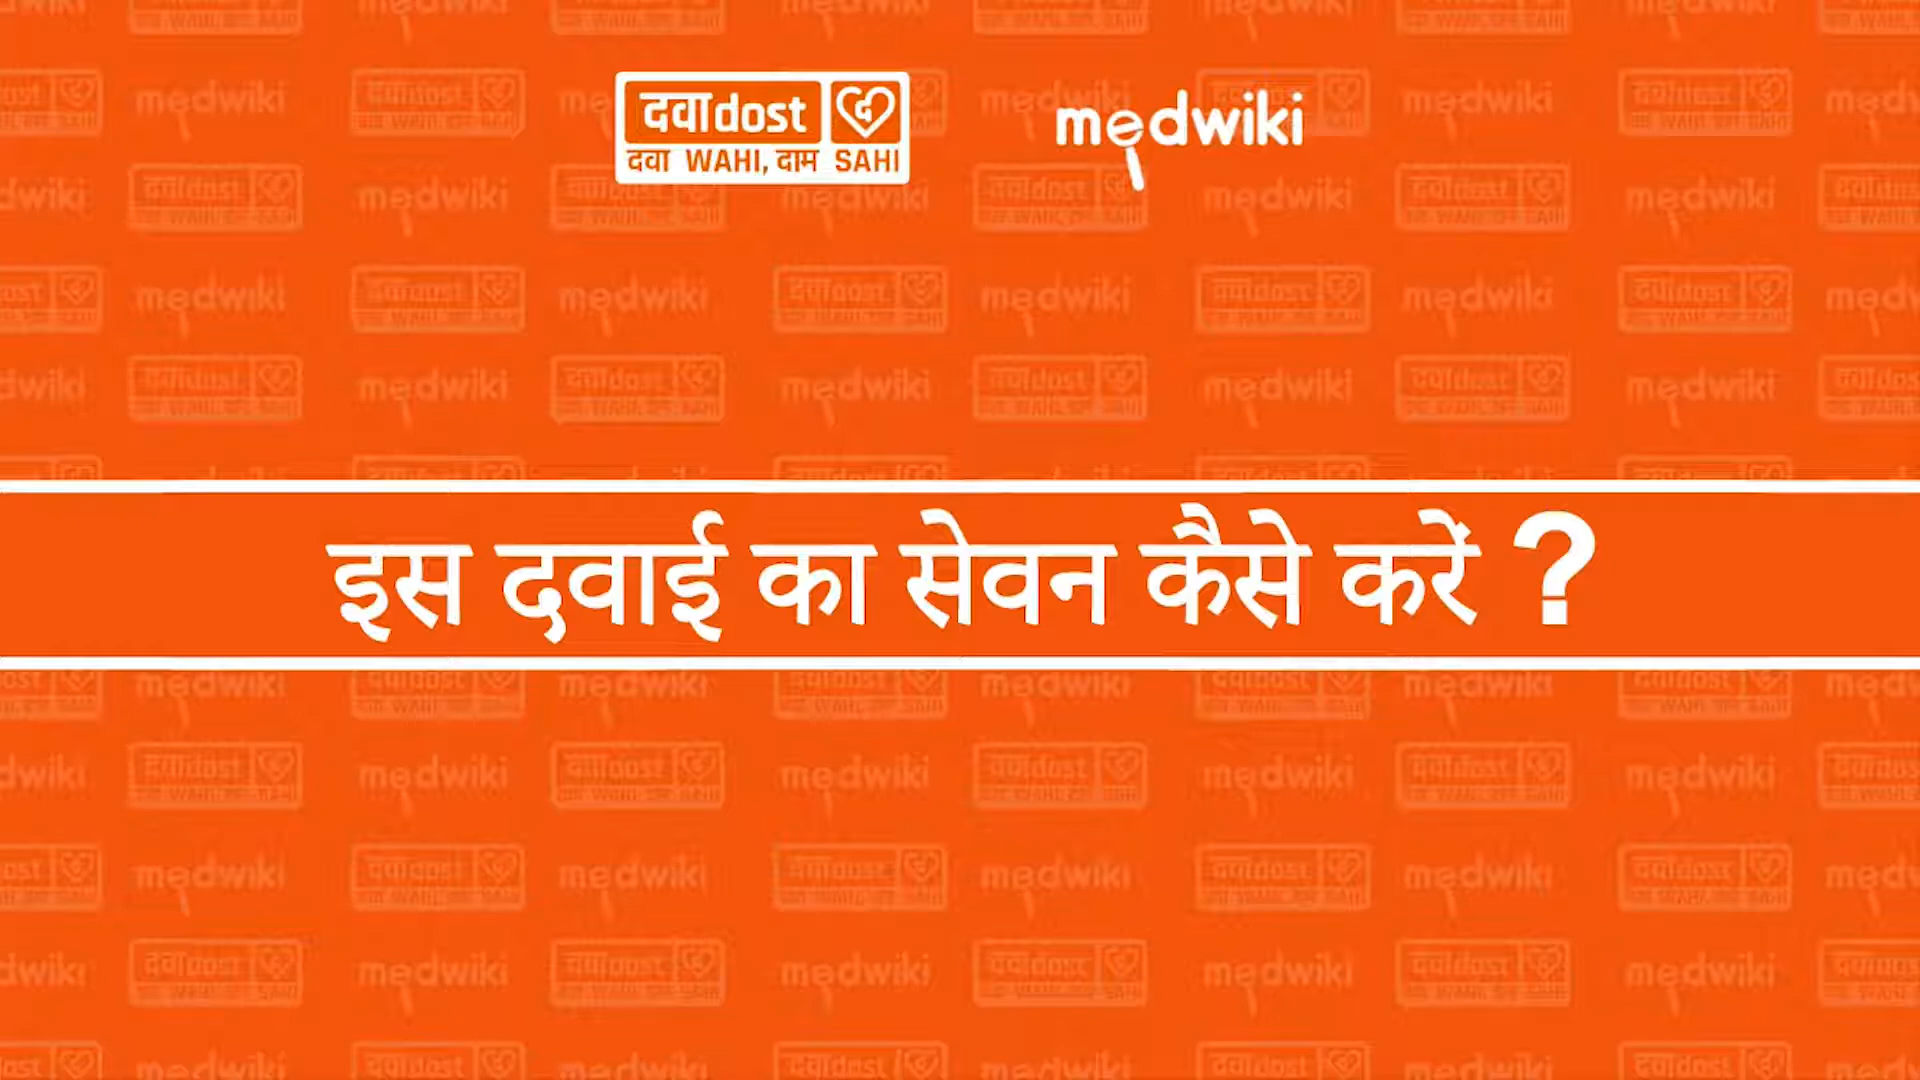 दवाdost
दवा WAHI, दाम SAHI
medwiki
इस दवाई का सेवन कैसे करें ?